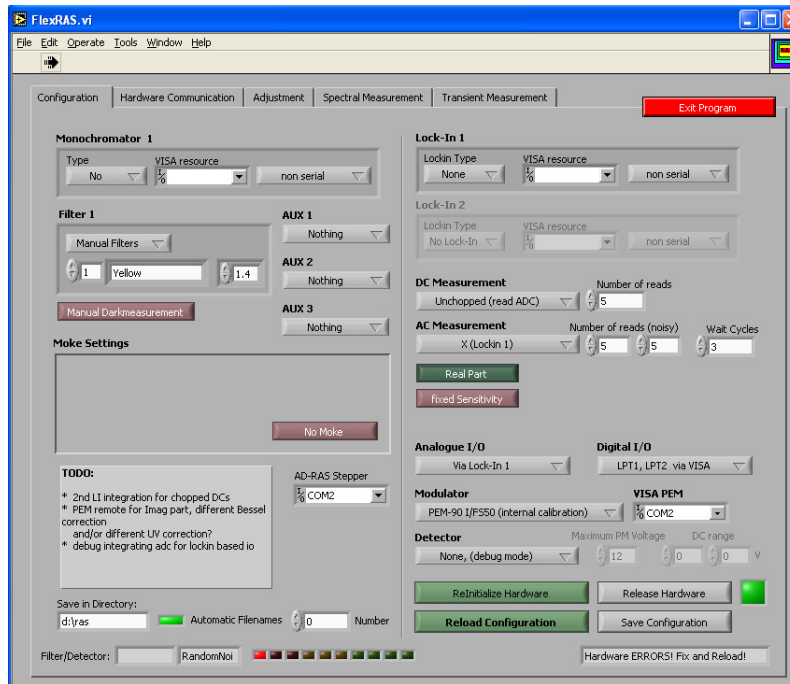 FlexRAS.vi
File Edit Operate Tools Window Help
Configuration Hardware Communication Adjustment Spectral Measurement Transient Measurement
Exit Program
Monochromator 1
Type VISA resource
No non serial
Filter 1
Manual Filters
1 Yellow 1.4
Manual Darkmeasurement
AUX 1
Nothing
AUX 2
Nothing
AUX 3
Nothing
Moke Settings
No Moke
TODO:
* 2nd LI integration for chopped DCs
* PEM remote for Imag part, different Bessel
correction
and/or different UV correction?
* debug integrating adc for lockin based io
AD-RAS Stepper
COM2
Save in Directory:
d:\ras Automatic Filenames 0 Number
Filter/Detector: RandomNoi
Lock-In 1
Lockin Type VISA resource
None non serial
Lock-In 2
Lockin Type VISA resource
No Lock-In non serial
DC Measurement Number of reads
Unchopped (read ADC) 5
AC Measurement Number of reads (noisy) Wait Cycles
X (Lockin 1) 5 5 3
Real Part
fixed Sensitivity
Analogue I/O Digital I/O
Via Lock-In 1 LPT1, LPT2 via VISA
Modulator VISA PEM
PEM-90 I/FS50 (internal calibration) COM2
Detector Maximum PM Voltage DC range
None, (debug mode) 12 0 0 V
ReInitialize Hardware Release Hardware
Reload Configuration Save Configuration
Hardware ERRORS! Fix and Reload!